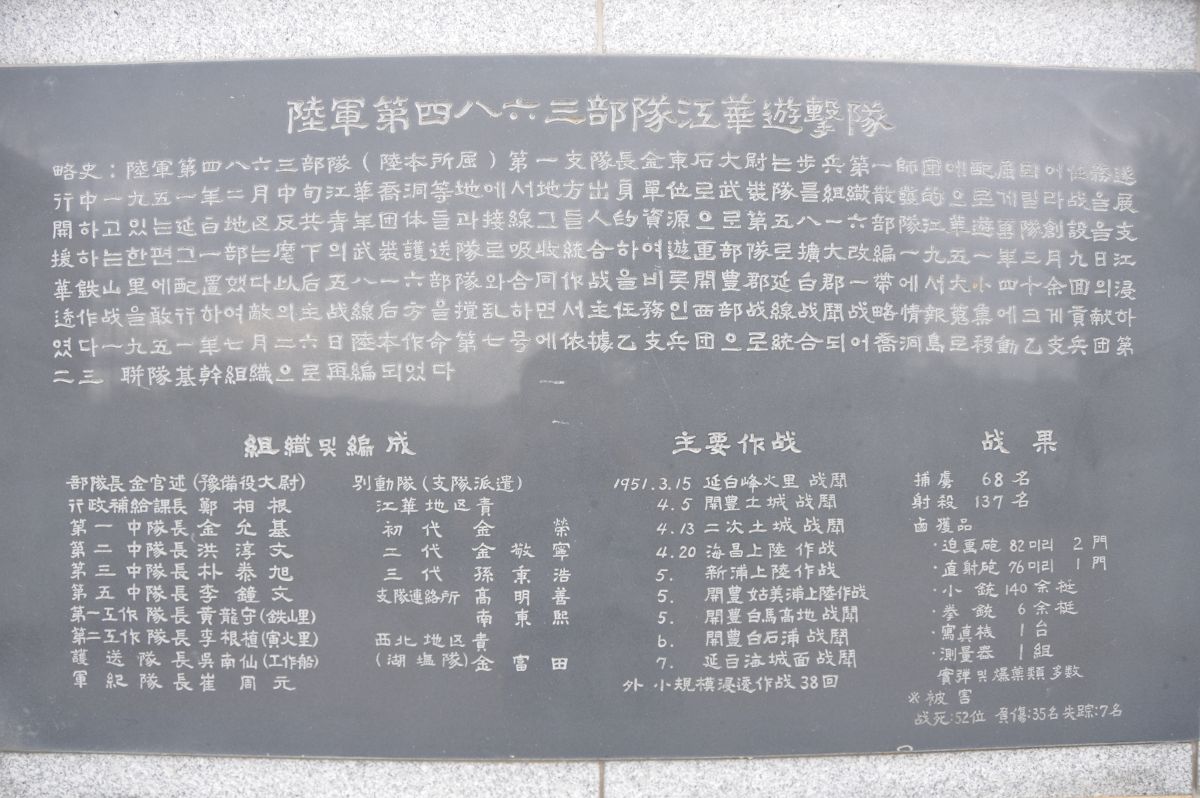 陸軍第四八六三部隊江華遊擊隊
略史：陸軍第四八六三部隊（陸本所屈）第一支隊長金東石大尉는步兵第一師団에配属되어任務遂
行中一九五一年二月中旬江華喬洞等地에서地方出身單位로武裝隊를組織散發的으로게릴라战을展
開하고있는延白地区反共青年団体들과接線그들人的資源으로第五八一六部隊江華遊擊隊創設을支
援하는한편그一部는麾下의武裝護送隊로吸收統合하여遊重部隊로擴大改編一九五一年三月九日江
華鉄山里에配置했다以后五八一六部隊와合同作战을비롯開豊郡延白郡一帶에서大小四十余回의浸
透作战을敢行하여敵의主战線后方을撹乱하면서主任務인西部战線战闘战略情報蒐集에크게貢献하
였다一九五一年七月二六日陸本作命第七号에依據乙支兵団으로統合되어喬洞島로移動乙支兵団第
二三 聯隊基幹組織으로再編되었다
組織및編成
部隊長金官述(豫備役大尉)
行政補給課長 鄭相根
第一中隊長 金允基
第二中隊長 洪淳文
第三中隊長 朴泰旭
第五中隊長 李鐘文
第一工作隊長 黃龍守(鉄山里)
第二工作隊長 李根植(寅火里)
護送隊長 吳南仙(工作船)
軍紀隊長 崔周元
別動隊(支隊派遣)
江華地区責
初代 金 榮
二代 金敬寧
三代 孫東浩
支隊連絡所 高明善
南東熙
西北地区責
(湖塩隊)金富田
主要作战
1951.3.15 延白峰火里 战闘
4.5 開豊土城 战闘
4.13 二次土城 战闘
4.20 海昌上陸 作战
5. 新浦上陸作战
5. 開豊姑美浦上陸作战
5. 開豊白馬高地 战闘
6. 開豊白石浦 战闘
7. 延白海城面 战闘
外 小規模浸透作战 38回
战果
捕虜 68名
射殺 137名
鹵獲品
·迫重砲 82미리 2門
·直射砲 76미리 1門
·小銃 140余挺
·拳銃 6余挺
·寫真機 1台
·測量器 1組
實彈및爆薬類多数
※被害
战死:52位 負傷:35名 失踪:7名